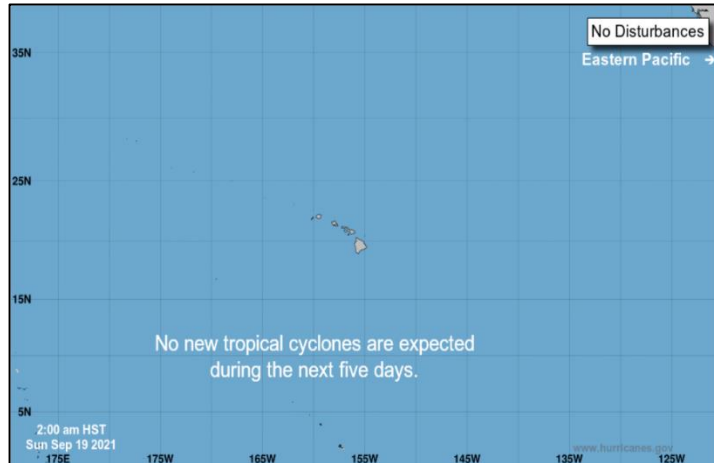 No Disturbances
Eastern Pacific →
35N
25N
15N
No new tropical cyclones are expected
during the next five days.
5N
2:00 am HST
Sun Sep 19 2021
www.hurricanes.gov
175E
175W
165W
155W
145W
135W
125W